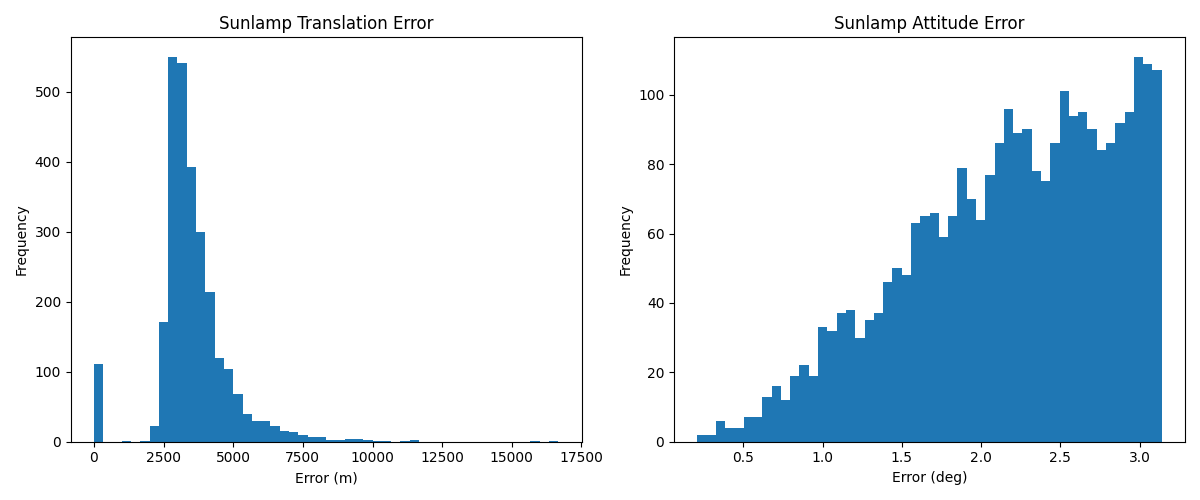 Sunlamp Translation Error
Frequency
0
100
200
300
400
500
0 2500 5000 7500 10000 12500 15000 17500
Error (m)
Sunlamp Attitude Error
Frequency
0
20
40
60
80
100
0.5 1.0 1.5 2.0 2.5 3.0
Error (deg)